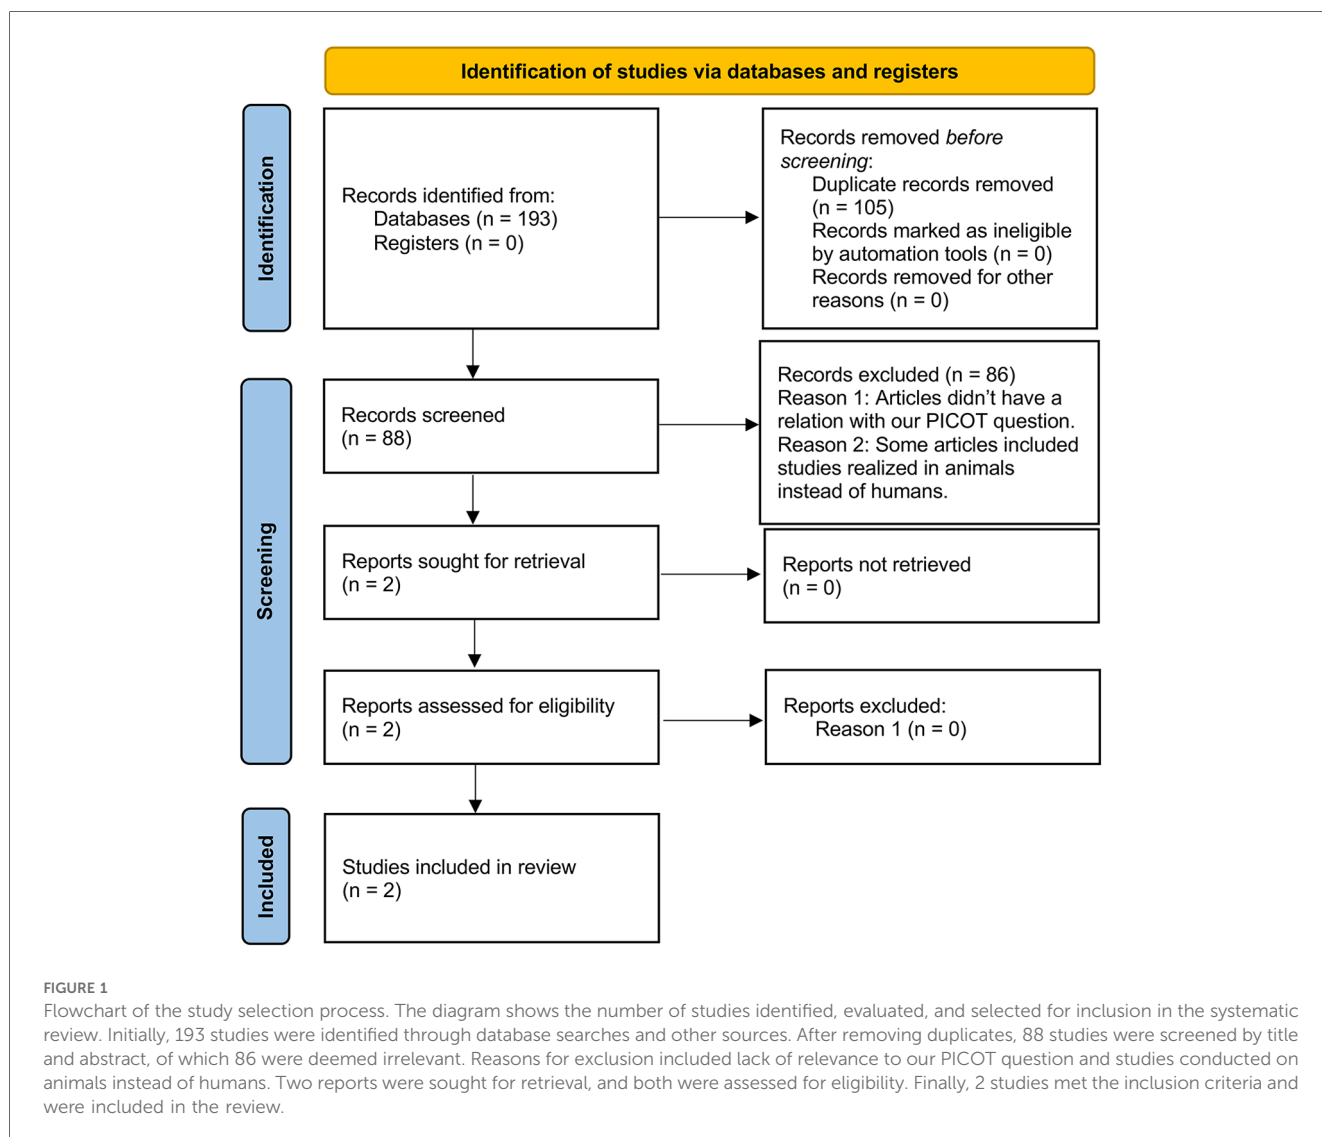 Identification of studies via databases and registers
Identification
Records identified from:
Databases (n = 193)
Registers (n = 0)
Records removed before
screening:
Duplicate records removed
(n = 105)
Records marked as ineligible
by automation tools (n = 0)
Records removed for other
reasons (n = 0)
Screening
Records screened
(n = 88)
Records excluded (n = 86)
Reason 1: Articles didn’t have a
relation with our PICOT question.
Reason 2: Some articles included
studies realized in animals
instead of humans.
Reports sought for retrieval
(n = 2)
Reports not retrieved
(n = 0)
Reports assessed for eligibility
(n = 2)
Reports excluded:
Reason 1 (n = 0)
Included
Studies included in review
(n = 2)
FIGURE 1
Flowchart of the study selection process. The diagram shows the number of studies identified, evaluated, and selected for inclusion in the systematic
review. Initially, 193 studies were identified through database searches and other sources. After removing duplicates, 88 studies were screened by title
and abstract, of which 86 were deemed irrelevant. Reasons for exclusion included lack of relevance to our PICOT question and studies conducted on
animals instead of humans. Two reports were sought for retrieval, and both were assessed for eligibility. Finally, 2 studies met the inclusion criteria and
were included in the review.